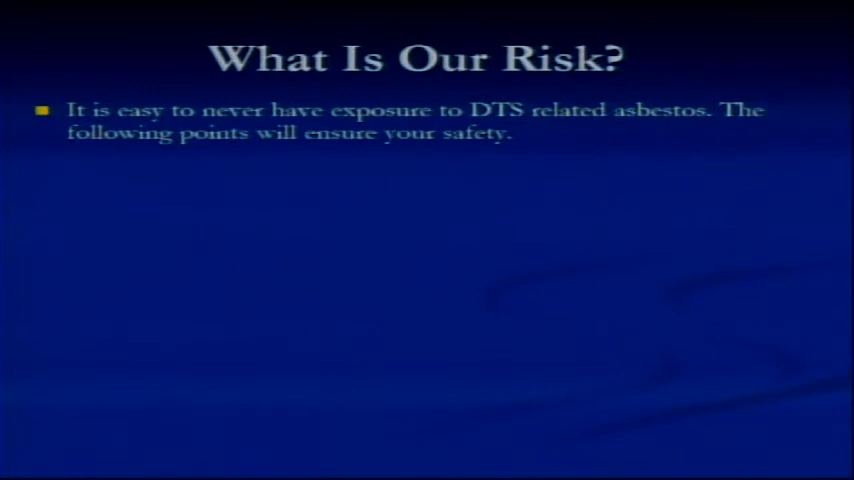 What Is Our Risk?
It is easy to never have exposure to DTS related asbestos. The
following points will ensure your safety.